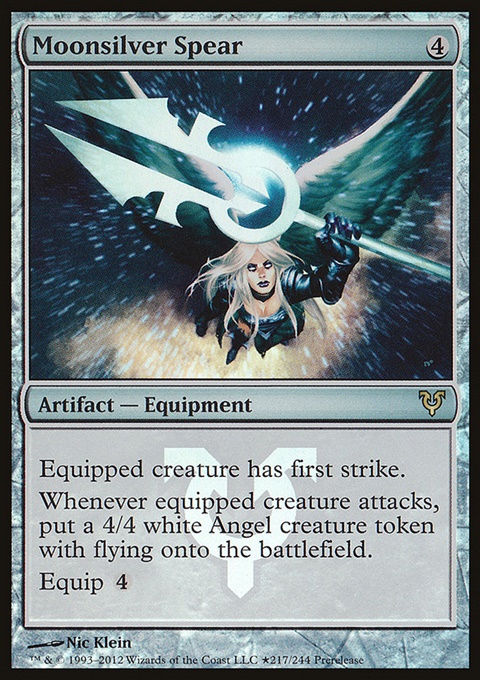 Moonsilver Spear 4
Artifact — Equipment
Equipped creature has first strike.
Whenever equipped creature attacks,
put a 4/4 white Angel creature token
with flying onto the battlefield.
Equip 4
Nic Klein
™ & © 1993–2012 Wizards of the Coast LLC ★217/244 Prerelease